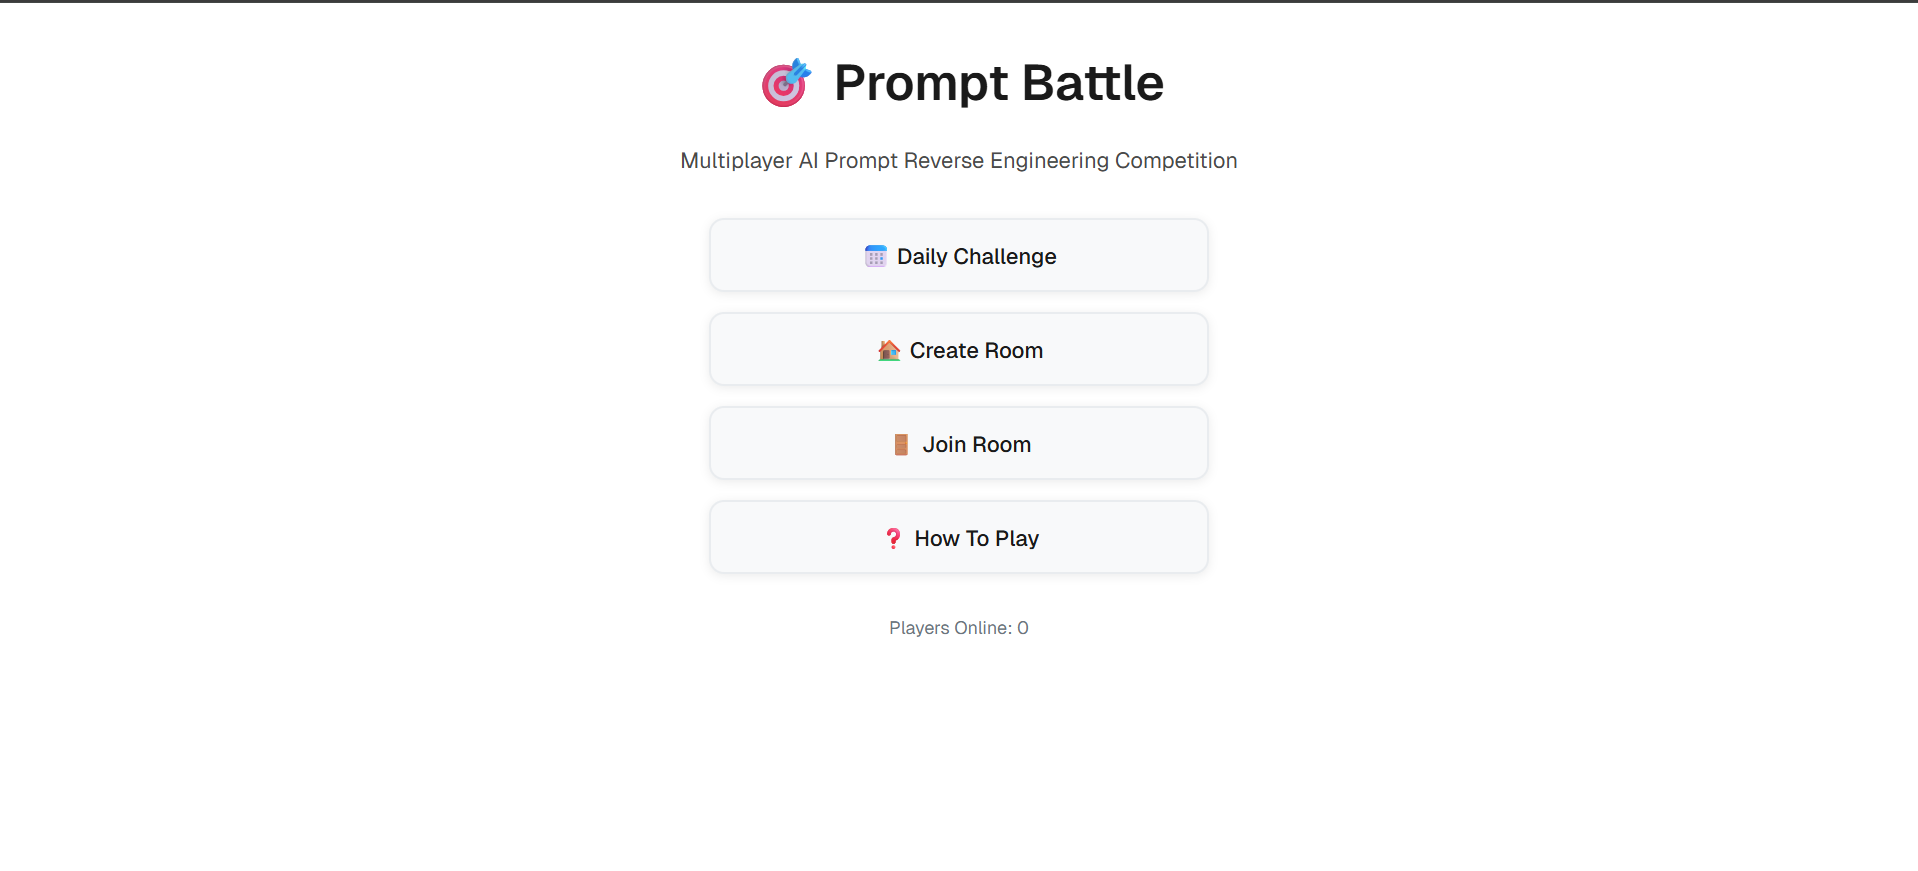 Prompt Battle
Multiplayer AI Prompt Reverse Engineering Competition
Daily Challenge
Create Room
Join Room
How To Play
Players Online: 0